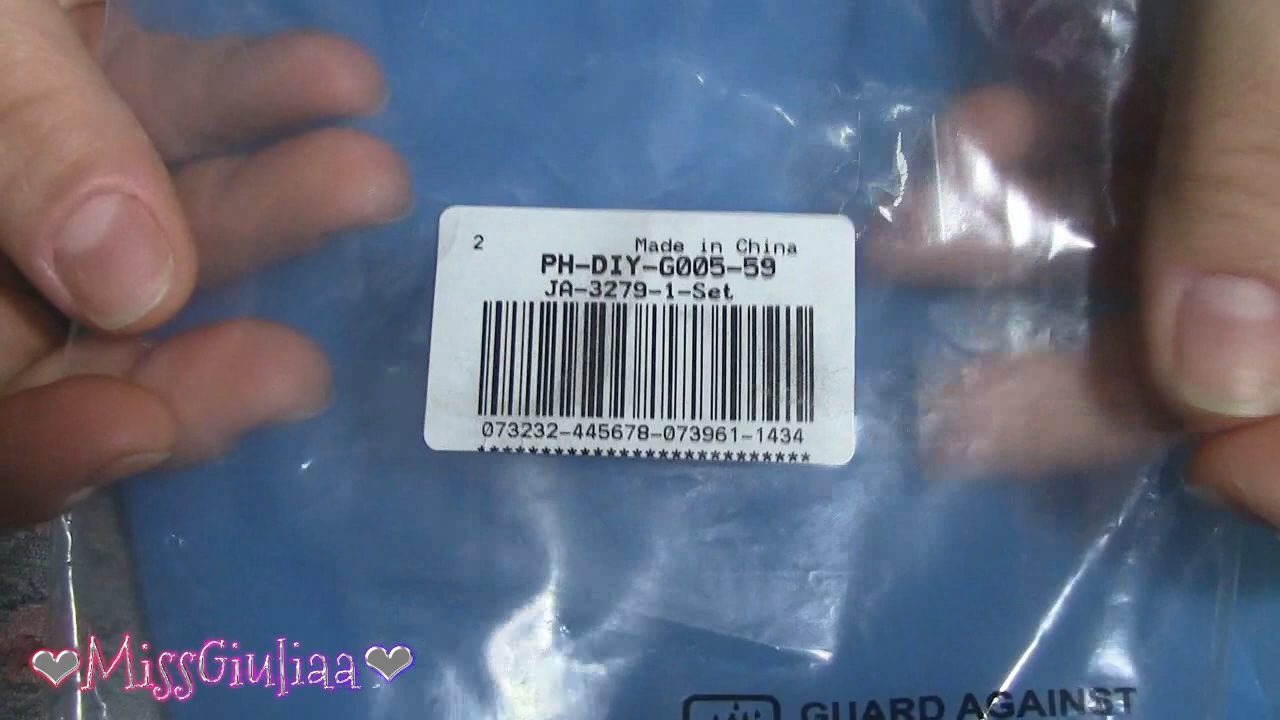 2 Made in China
PH-DIY-G005-59
JA-3279-1-Set
073232-445678-073961-1434
**************************
❤MissGiuliaa❤
GUARD AGAINST